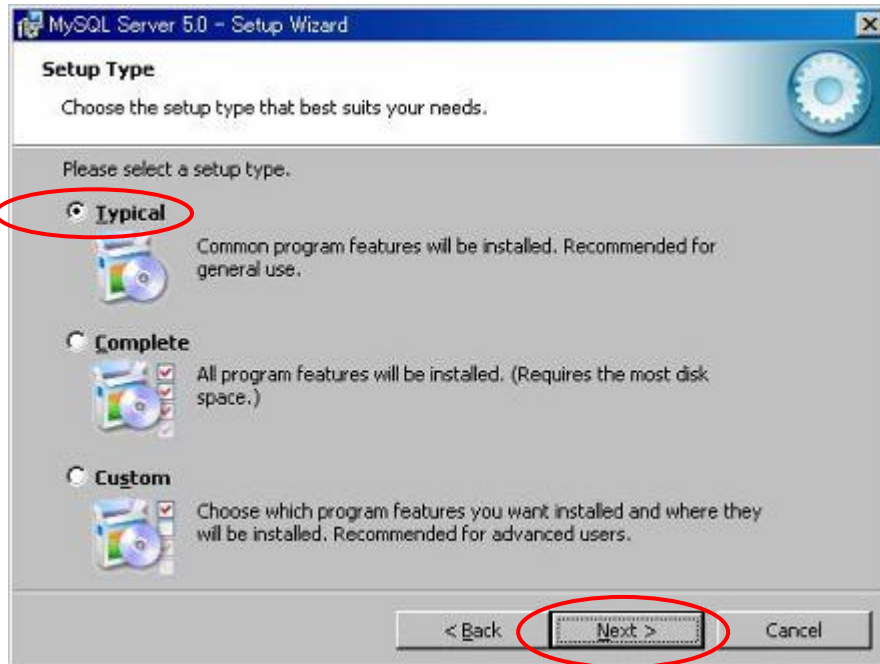 MySQL Server 5.0 - Setup Wizard
Setup Type
Choose the setup type that best suits your needs.
Please select a setup type.
Typical
Common program features will be installed. Recommended for
general use.
Complete
All program features will be installed. (Requires the most disk
space.)
Custom
Choose which program features you want installed and where they
will be installed. Recommended for advanced users.
< Back
Next >
Cancel